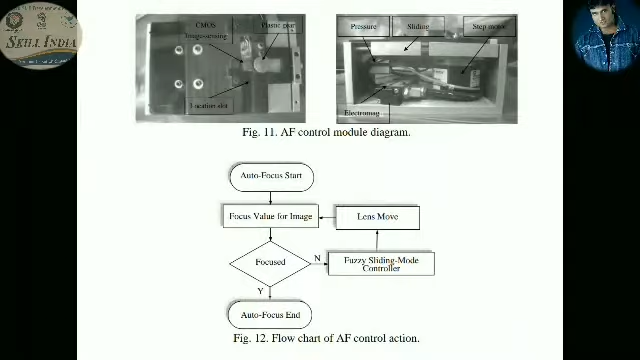 SKILL INDIA
CMOS
Image-sensing
Plastic gear
Location slot
Pressure
Sliding
Step motor
Electromag
Fig. 11. AF control module diagram.
Auto-Focus Start
Focus Value for Image
Lens Move
Focused
N
Fuzzy Sliding-Mode
Controller
Y
Auto-Focus End
Fig. 12. Flow chart of AF control action.